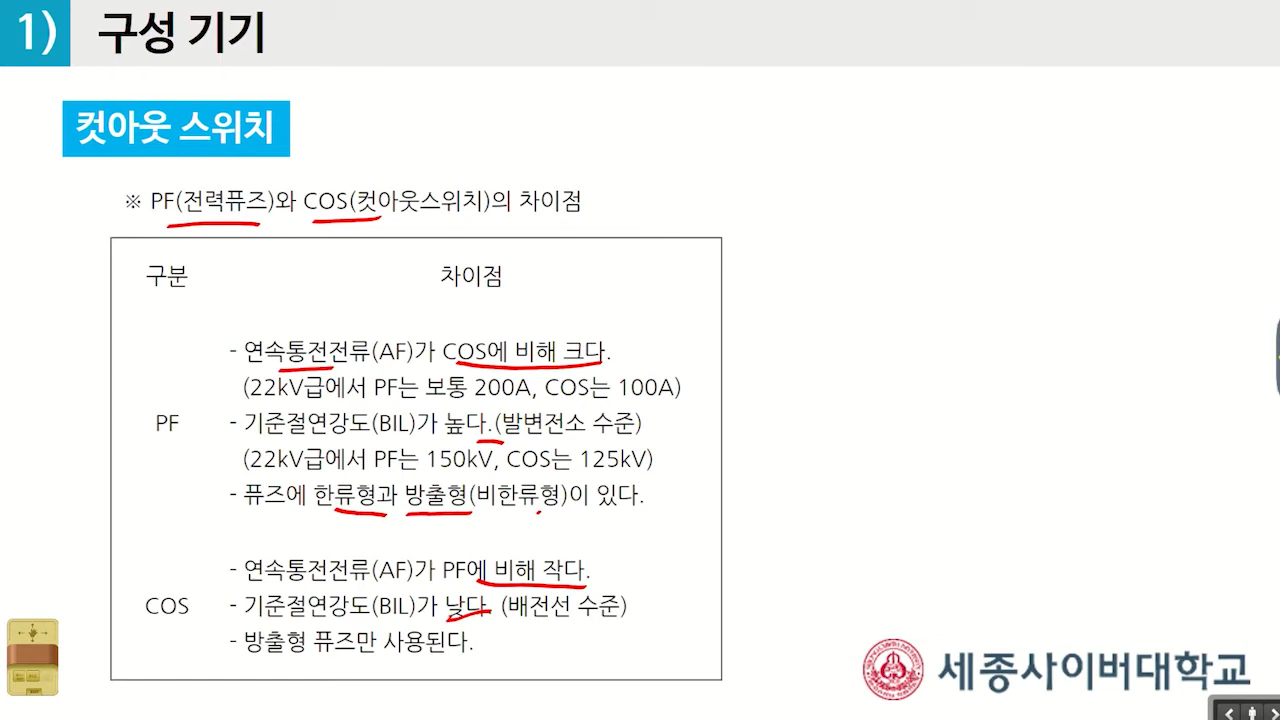 1) 구성 기기
컷아웃 스위치
※ PF(전력퓨즈)와 COS(컷아웃스위치)의 차이점
구분 차이점
- 연속통전전류(AF)가 COS에 비해 크다.
(22kV급에서 PF는 보통 200A, COS는 100A)
PF - 기준절연강도(BIL)가 높다.(발변전소 수준)
(22kV급에서 PF는 150kV, COS는 125kV)
- 퓨즈에 한류형과 방출형(비한류형)이 있다.
- 연속통전전류(AF)가 PF에 비해 작다.
COS - 기준절연강도(BIL)가 낮다. (배전선 수준)
- 방출형 퓨즈만 사용된다.
세종사이버대학교